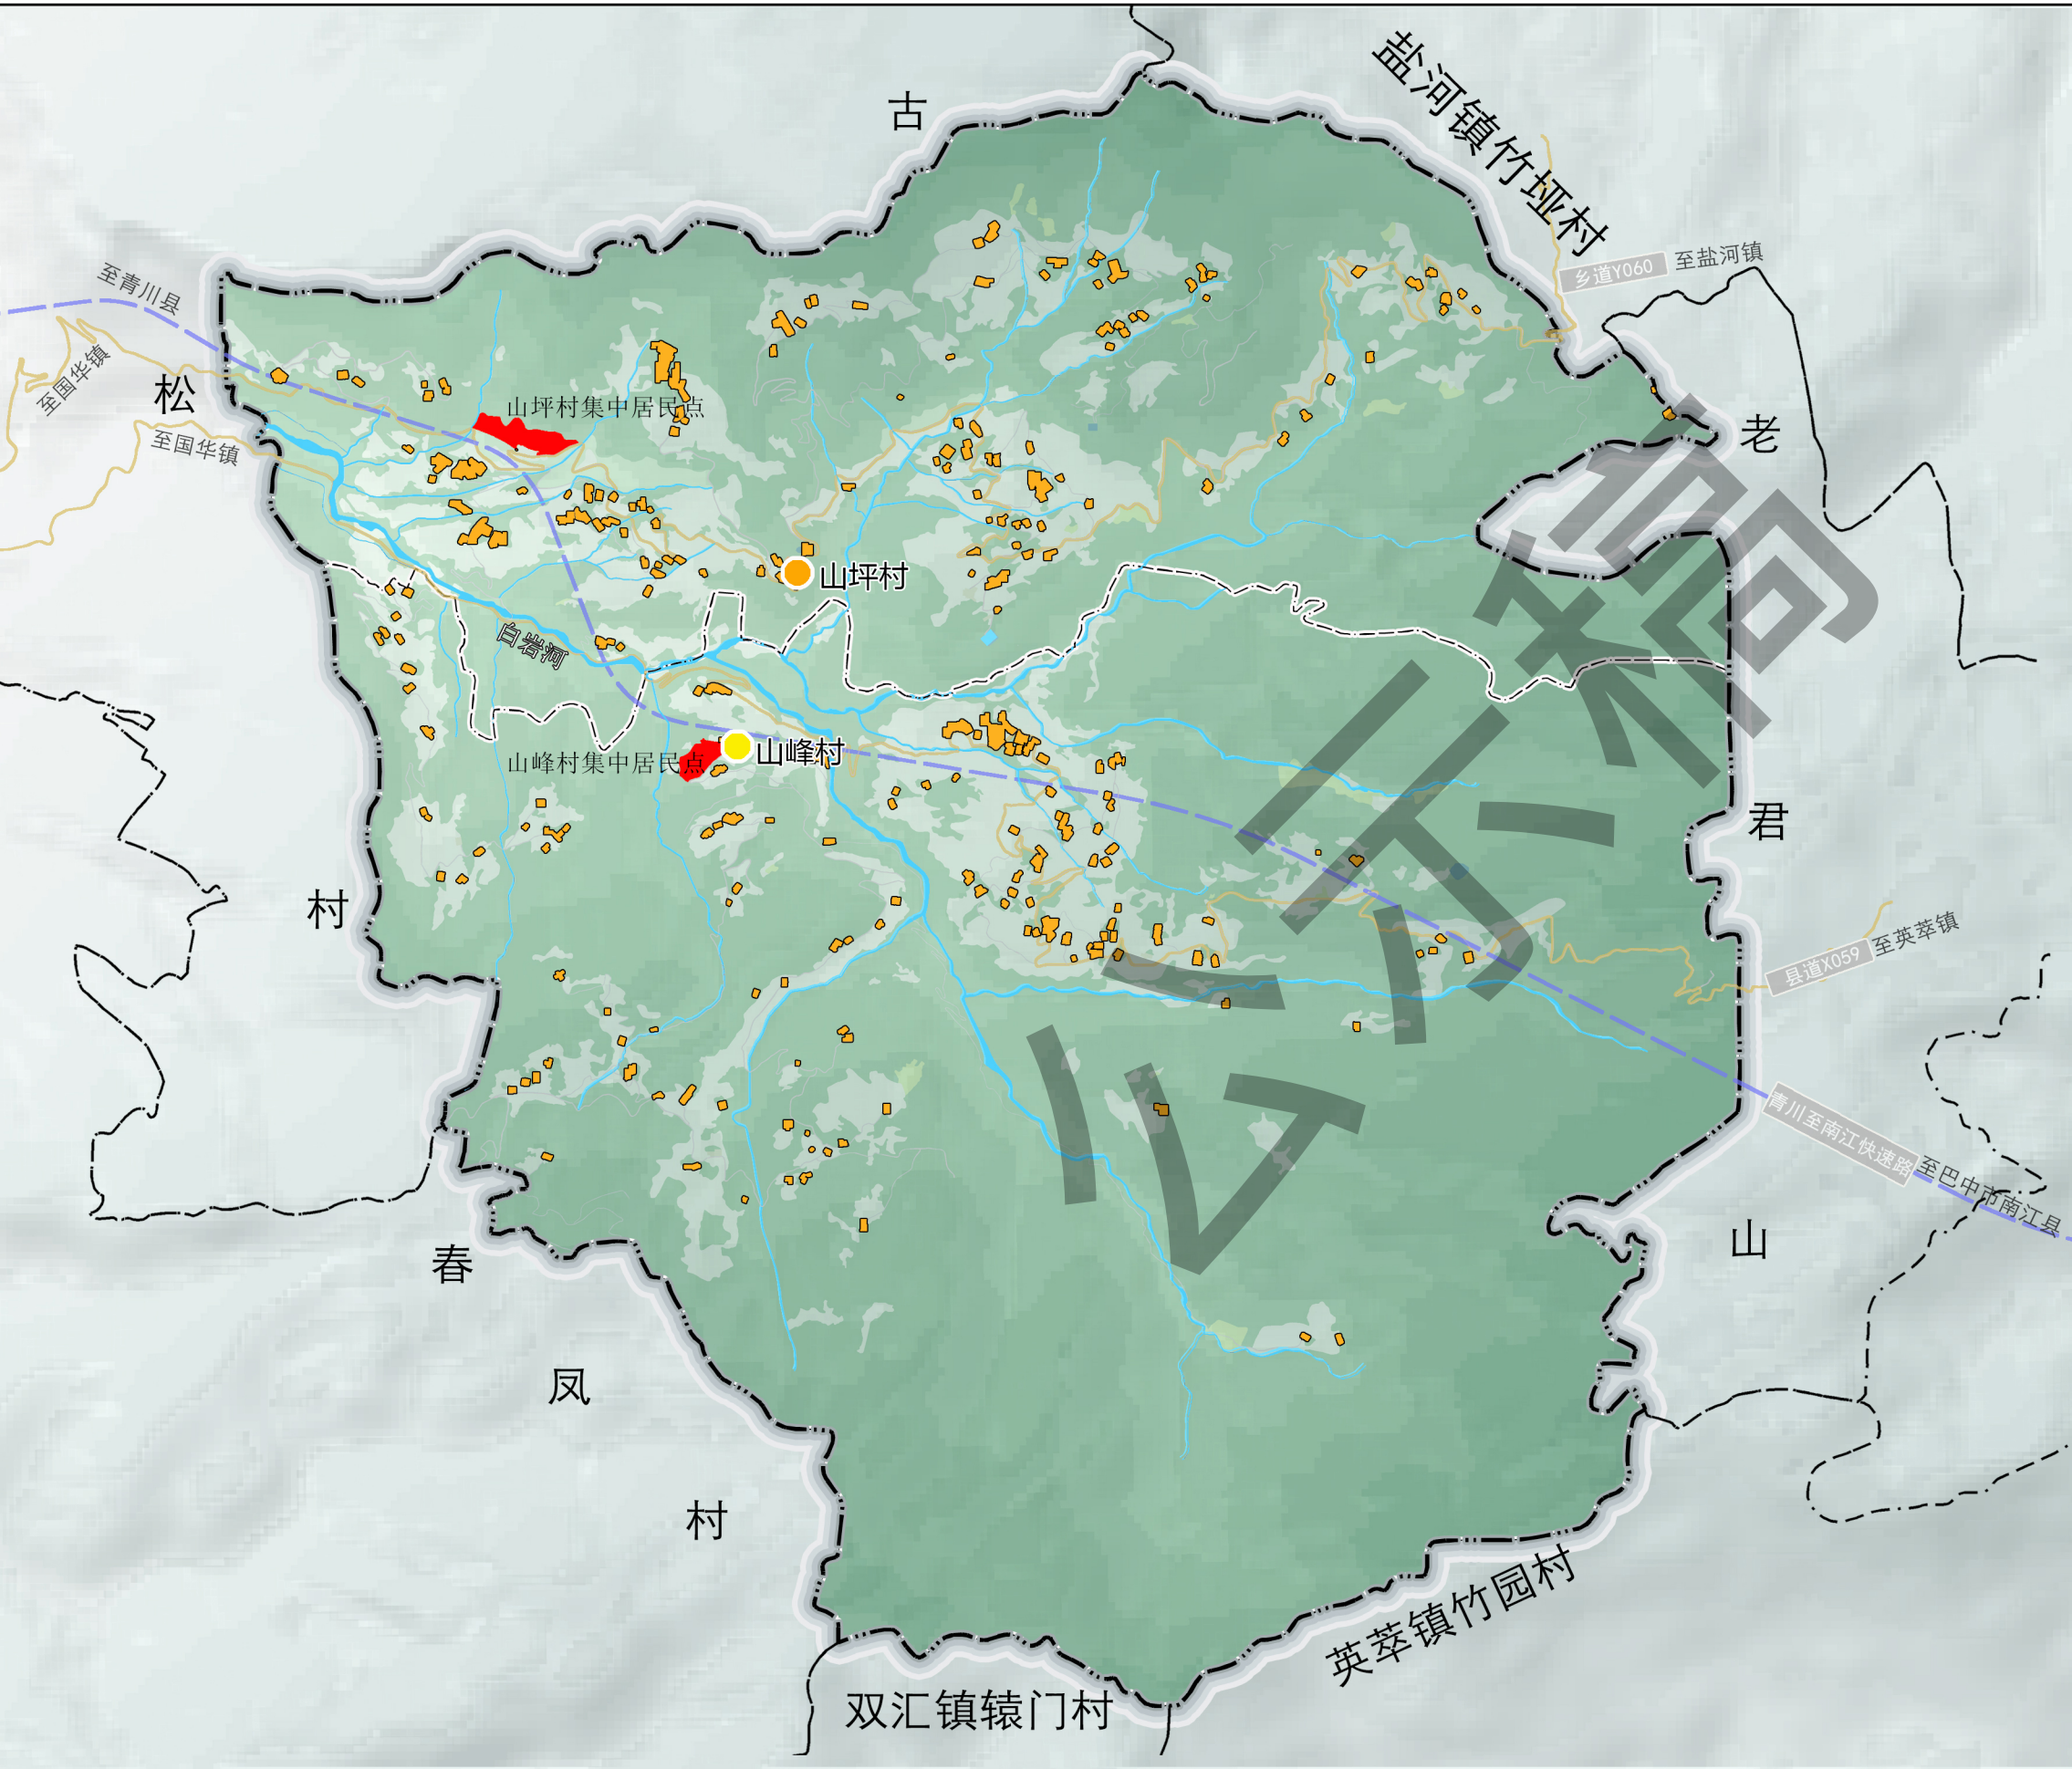 盐河镇竹垭村
古
至青川县
至国华镇
乡道Y060
至盐河镇
松
至国华镇
山坪村集中居民点
老
山坪村
白岩河
山峰村集中居民点
山峰村
君
村
县道X059
至英萃镇
青川至南江快速路
至巴中市南江县
山
春
凤
村
英萃镇竹园村
双汇镇辕门村
公示稿